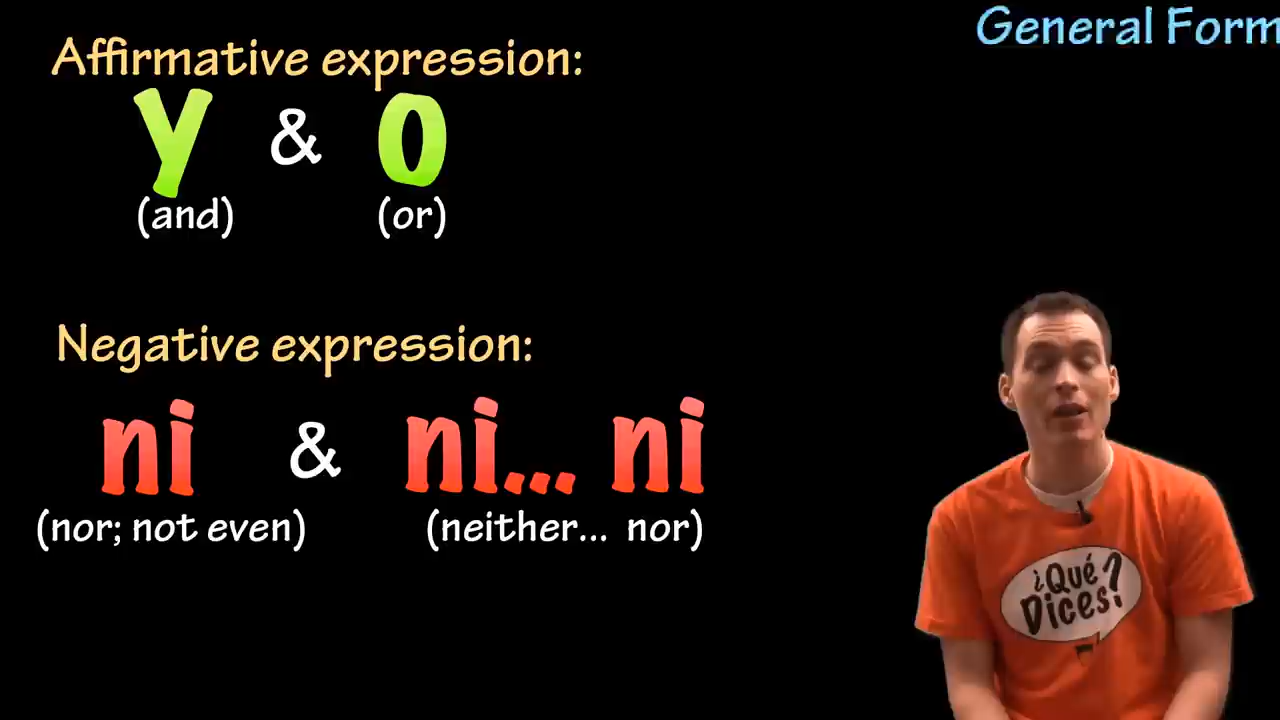 General Form
Affirmative expression:
y & o
(and) (or)
Negative expression:
ni & ni... ni
(nor; not even) (neither... nor)
¿Qué
Dices?